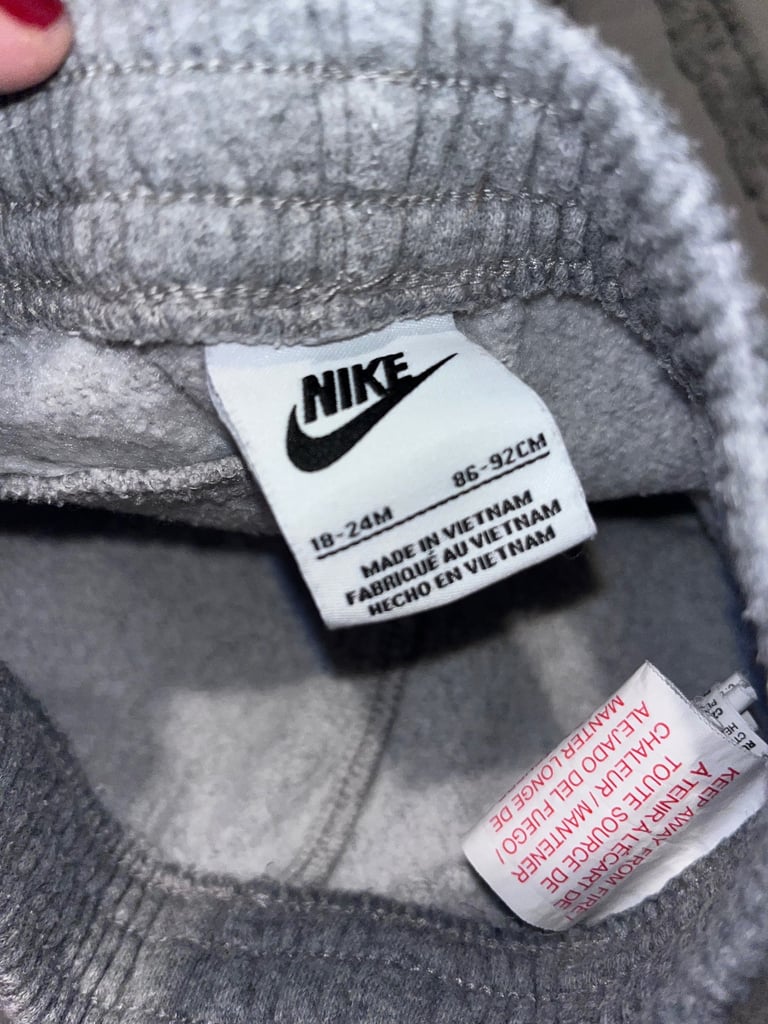 NIKE
18-24M 86-92CM
MADE IN VIETNAM
FABRIQUÉ AU VIETNAM
HECHO EN VIETNAM
KEEP AWAY FROM FIRE /
A TENIR A L'ÉCART DE
TOUTE SOURCE DE
CHALEUR / MANTENER
ALEJADO DEL FUEGO /
MANTER LONGE DE